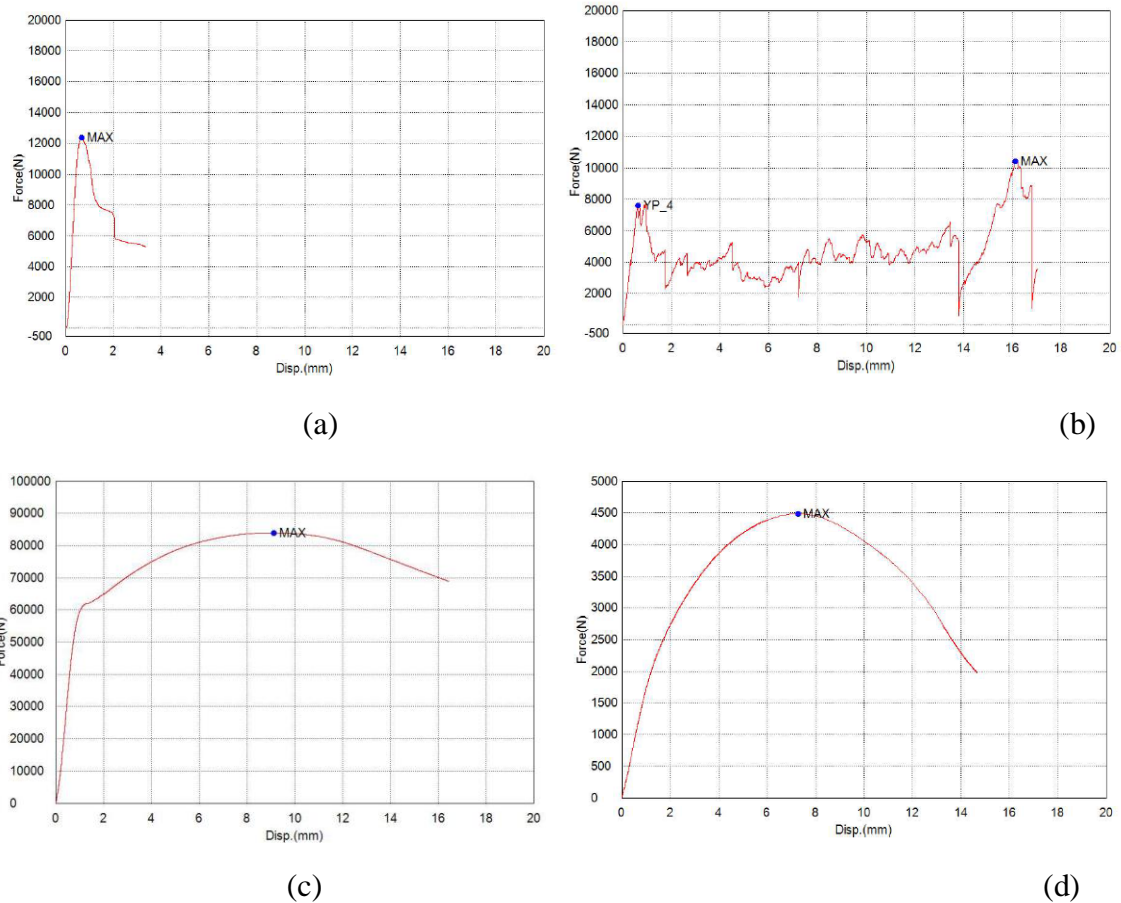 20000
18000
16000
14000
12000
10000
8000
6000
4000
2000
-500
Force(N)
MAX
0 2 4 6 8 10 12 14 16 18 20
Disp.(mm)
(a)
20000
18000
16000
14000
12000
10000
8000
6000
4000
2000
-500
Force(N)
YP_4
MAX
0 2 4 6 8 10 12 14 16 18 20
Disp.(mm)
(b)
100000
90000
80000
70000
60000
50000
40000
30000
20000
10000
0
Force(N)
MAX
0 2 4 6 8 10 12 14 16 18 20
Disp.(mm)
(c)
5000
4500
4000
3500
3000
2500
2000
1500
1000
500
0
Force(N)
MAX
0 2 4 6 8 10 12 14 16 18 20
Disp.(mm)
(d)